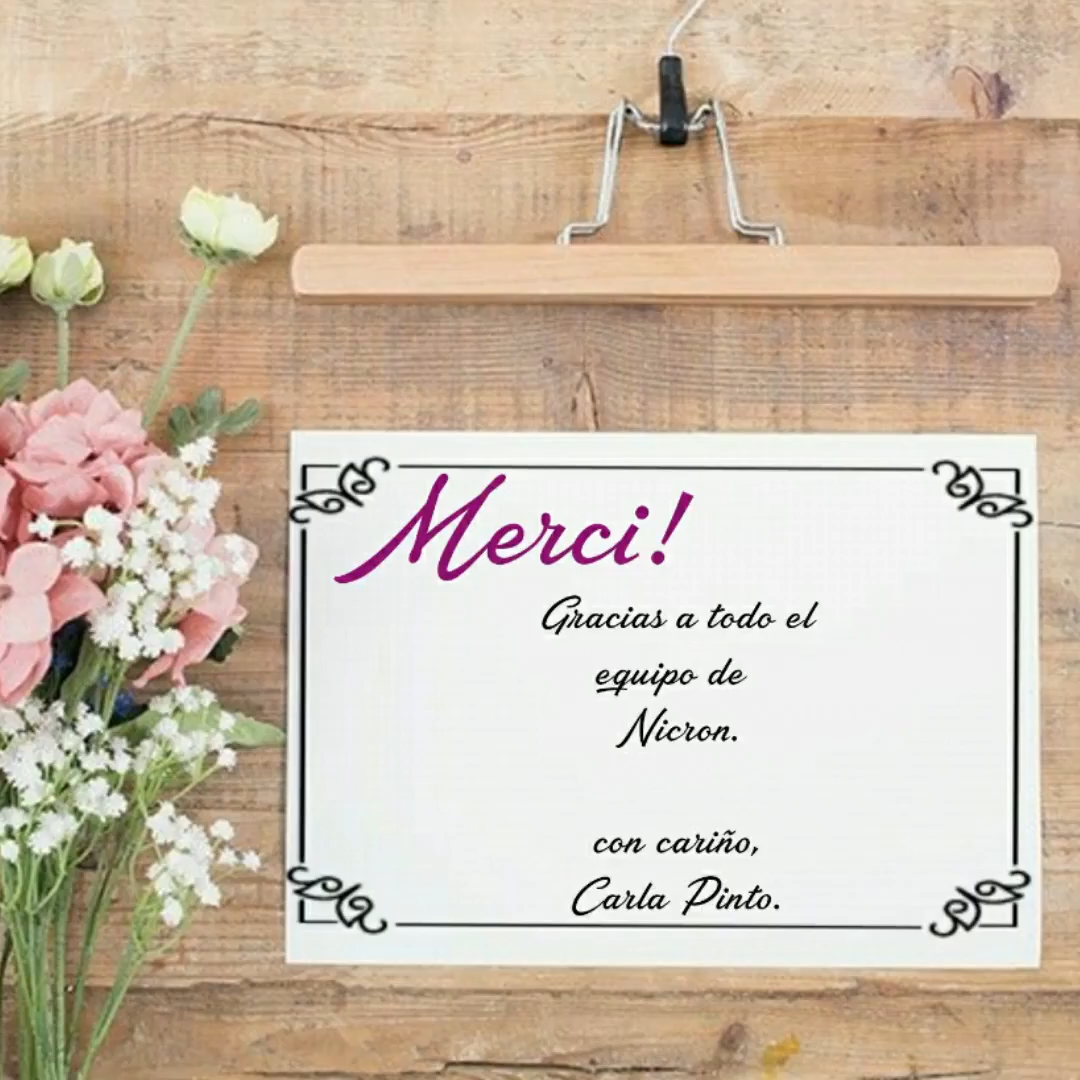 Merci!
Gracias a todo el
equipo de
Nicron.
con cariño,
Carla Pinto.